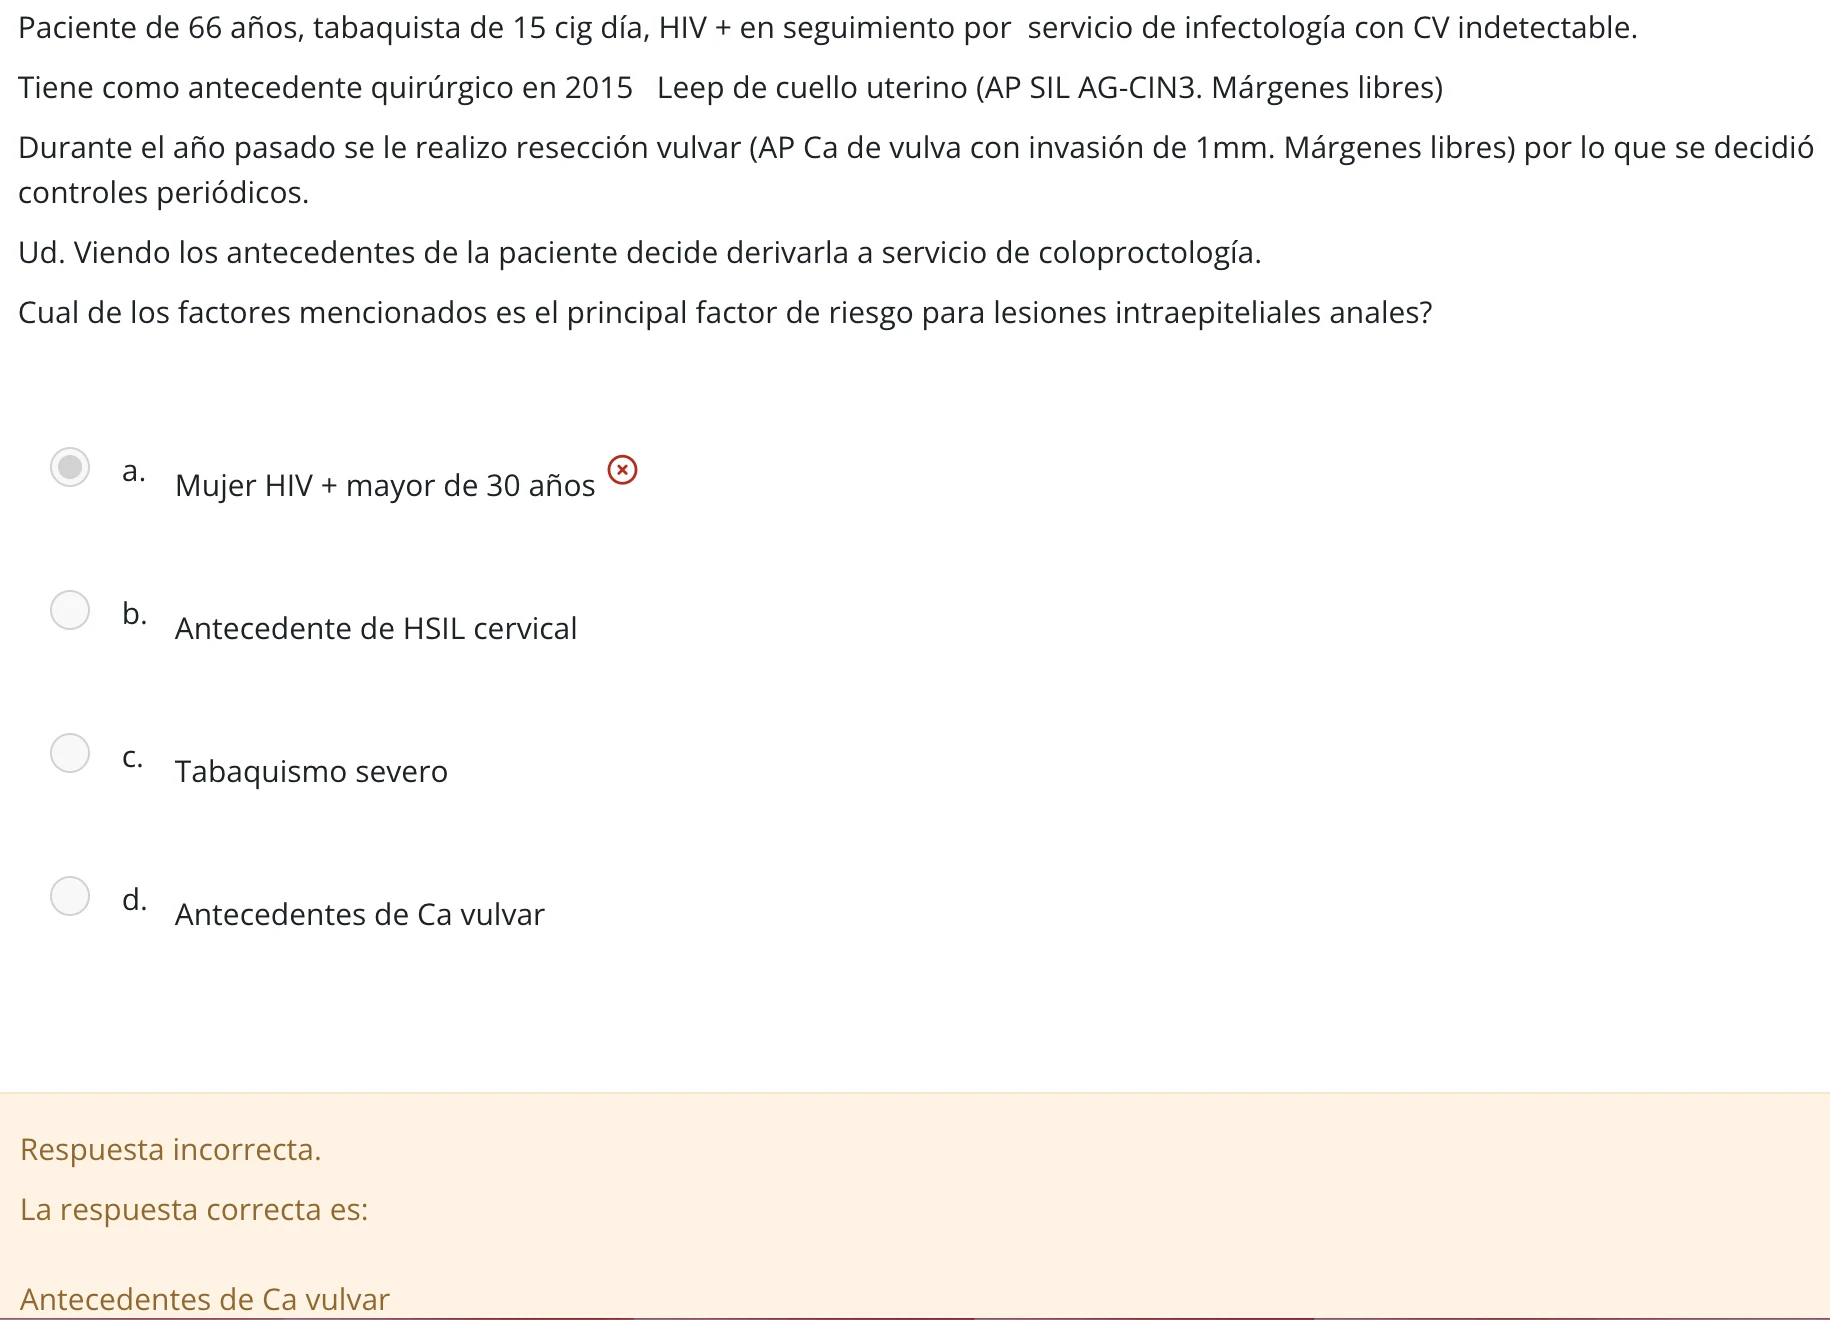 Paciente de 66 años, tabaquista de 15 cig día, HIV + en seguimiento por  servicio de infectología con CV indetectable.
Tiene como antecedente quirúrgico en 2015   Leep de cuello uterino (AP SIL AG-CIN3. Márgenes libres)
Durante el año pasado se le realizo resección vulvar (AP Ca de vulva con invasión de 1mm. Márgenes libres) por lo que se decidió
controles periódicos.
Ud. Viendo los antecedentes de la paciente decide derivarla a servicio de coloproctología.
Cual de los factores mencionados es el principal factor de riesgo para lesiones intraepiteliales anales?
a. Mujer HIV + mayor de 30 años
b. Antecedente de HSIL cervical
c. Tabaquismo severo
d. Antecedentes de Ca vulvar
Respuesta incorrecta.
La respuesta correcta es:
Antecedentes de Ca vulvar